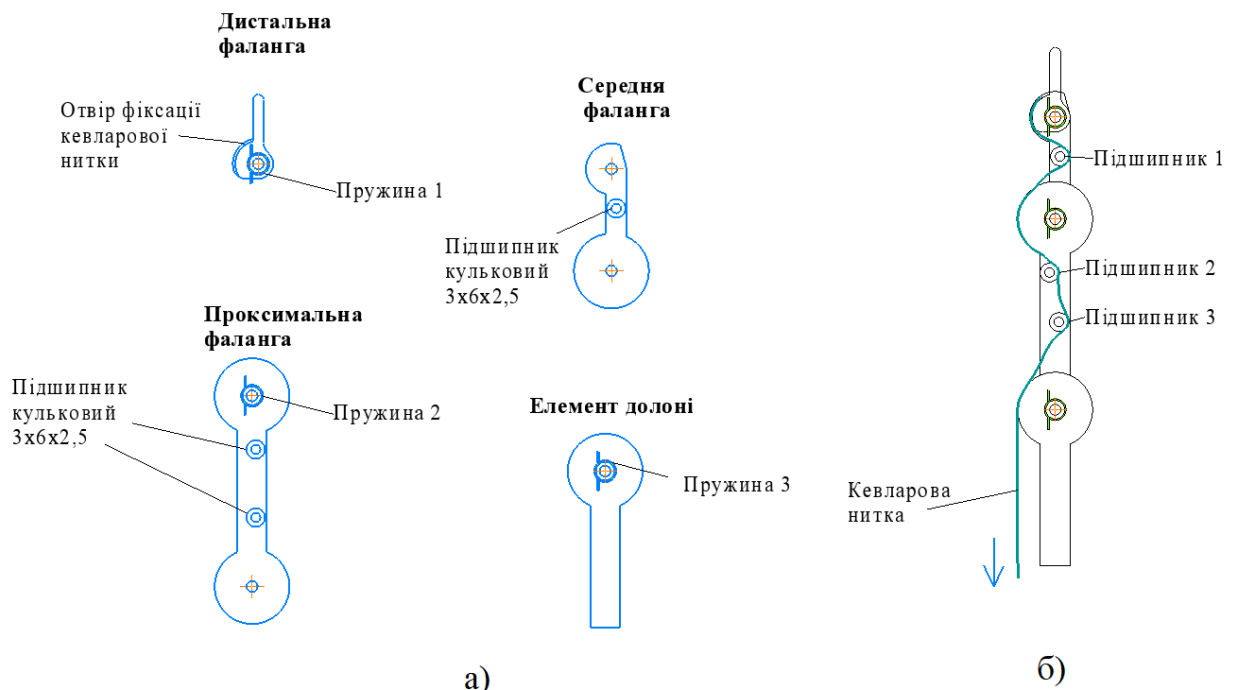 Дистальна
фаланга
Отвір фіксації
кевларової
нитки
Пружина 1
Середня
фаланга
Підшипник
кульковий
3х6х2,5
Проксимальна
фаланга
Підшипник
кульковий
3х6х2,5
Пружина 2
Елемент долоні
Пружина 3
а)
Підшипник 1
Підшипник 2
Підшипник 3
Кевларова
нитка
б)